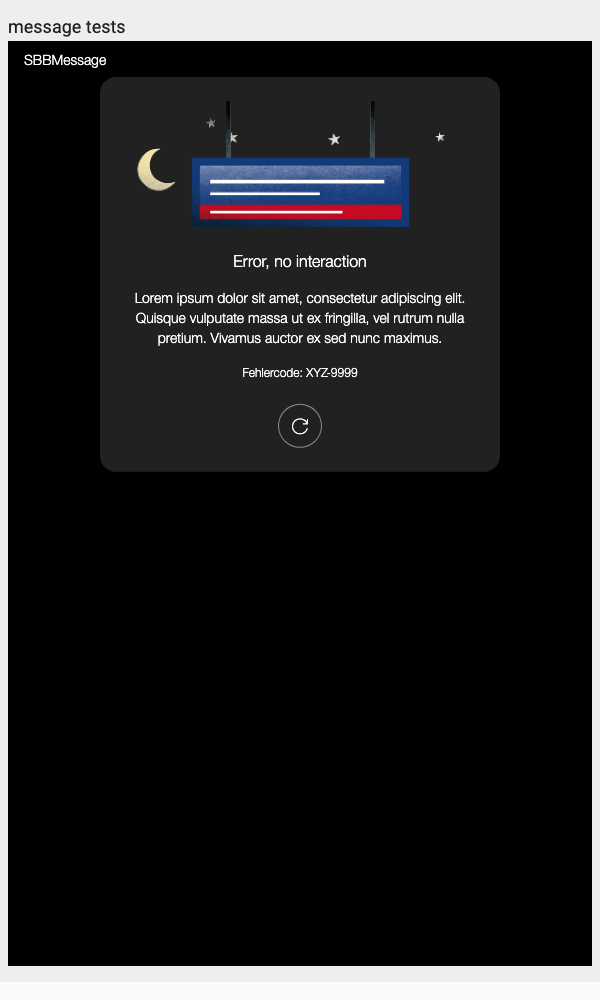 message tests
SBBMessage
Error, no interaction
Lorem ipsum dolor sit amet, consectetur adipiscing elit.
Quisque vulputate massa ut ex fringilla, vel rutrum nulla
pretium. Vivamus auctor ex sed nunc maximus.
Fehlercode: XYZ-9999